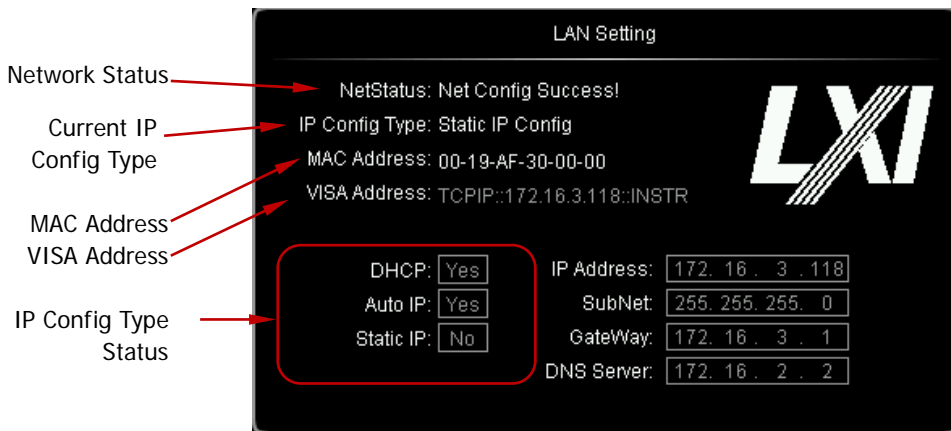 LAN Setting
Network Status
NetStatus: Net Config Success!
LXI
Current IP
Config Type
IP Config Type: Static IP Config
MAC Address: 00-19-AF-30-00-00
VISA Address: TCPIP::172.16.3.118::INSTR
MAC Address
VISA Address
IP Config Type
Status
DHCP: Yes
Auto IP: Yes
Static IP: No
IP Address: 172. 16 . 3 . 118
SubNet: 255. 255. 255. 0
GateWay: 172. 16 . 3 . 1
DNS Server: 172. 16 . 2 . 2